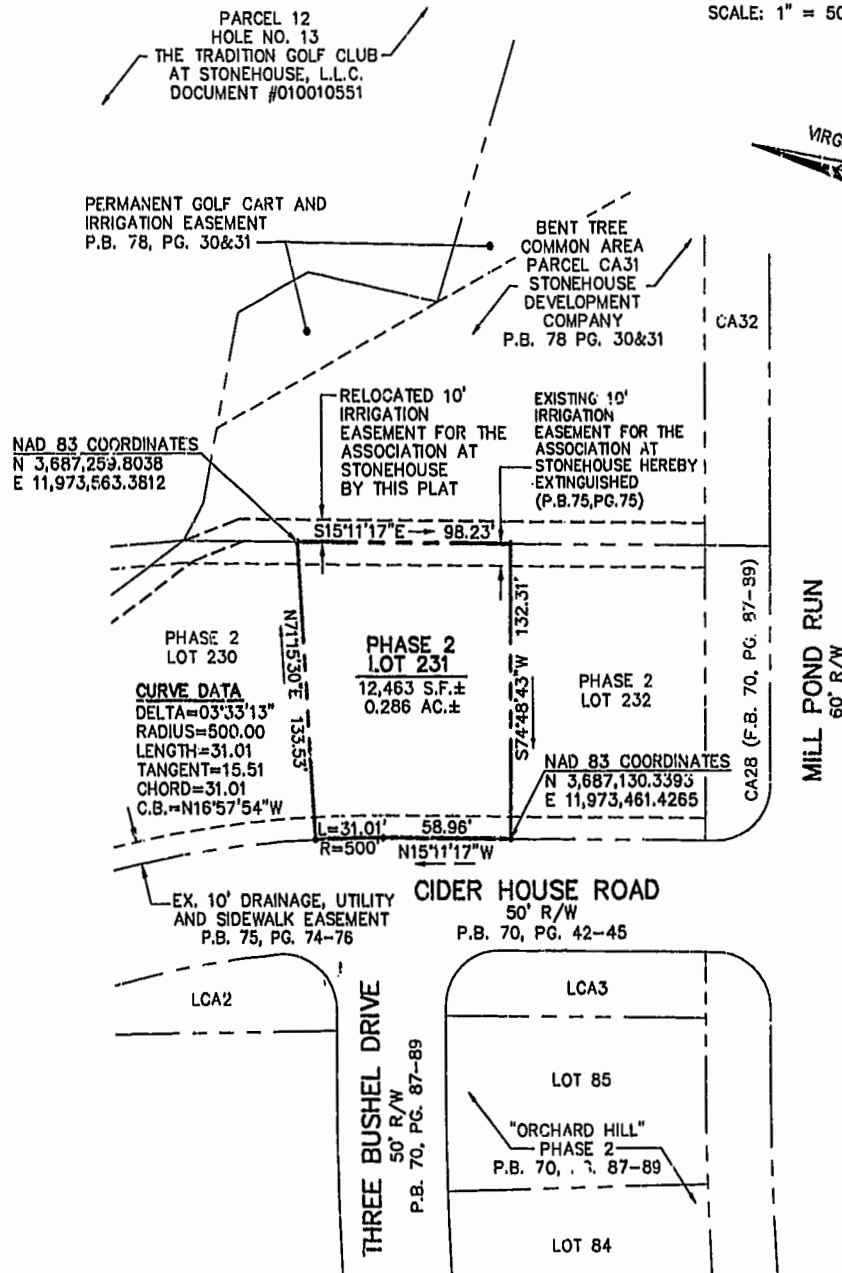 PARCEL 12
HOLE NO. 13
THE TRADITION GOLF CLUB
AT STONEHOUSE, L.L.C.
DOCUMENT #010010551
SCALE: 1" = 50
VIRG
PERMANENT GOLF CART AND
IRRIGATION EASEMENT
P.B. 78, PG. 30&31
BENT TREE
COMMON AREA
PARCEL CA31
STONEHOUSE
DEVELOPMENT
COMPANY
P.B. 78 PG. 30&31
CA32
RELOCATED 10'
IRRIGATION
EASEMENT FOR THE
ASSOCIATION AT
STONEHOUSE
BY THIS PLAT
EXISTING 10'
IRRIGATION
EASEMENT FOR THE
ASSOCIATION AT
STONEHOUSE HEREBY
EXTINGUISHED
(P.B.75,PG.75)
NAD 83 COORDINATES
N 3,687,259.8038
E 11,973,563.3812
S15°11'17"E 98.23'
N71°15'30"E 133.53'
S74°48'43"W 132.31'
PHASE 2
LOT 230
PHASE 2
LOT 231
12,463 S.F.±
0.286 AC.±
PHASE 2
LOT 232
CURVE DATA
DELTA=03°33'13"
RADIUS=500.00
LENGTH=31.01
TANGENT=15.51
CHORD=31.01
C.B.=N16°57'54"W
NAD 83 COORDINATES
N 3,687,130.3393
E 11,973,461.4265
CA28 (P.B. 70, PG. 87-89)
MILL POND RUN
60' R/W
L=31.01' 58.96'
R=500' N15°11'17"W
EX. 10' DRAINAGE, UTILITY
AND SIDEWALK EASEMENT
P.B. 75, PG. 74-76
CIDER HOUSE ROAD
50' R/W
P.B. 70, PG. 42-45
LCA2
LCA3
THREE BUSHEL DRIVE
50' R/W
P.B. 70, PG. 87-89
LOT 85
"ORCHARD HILL"
PHASE 2
P.B. 70, 87-89
LOT 84